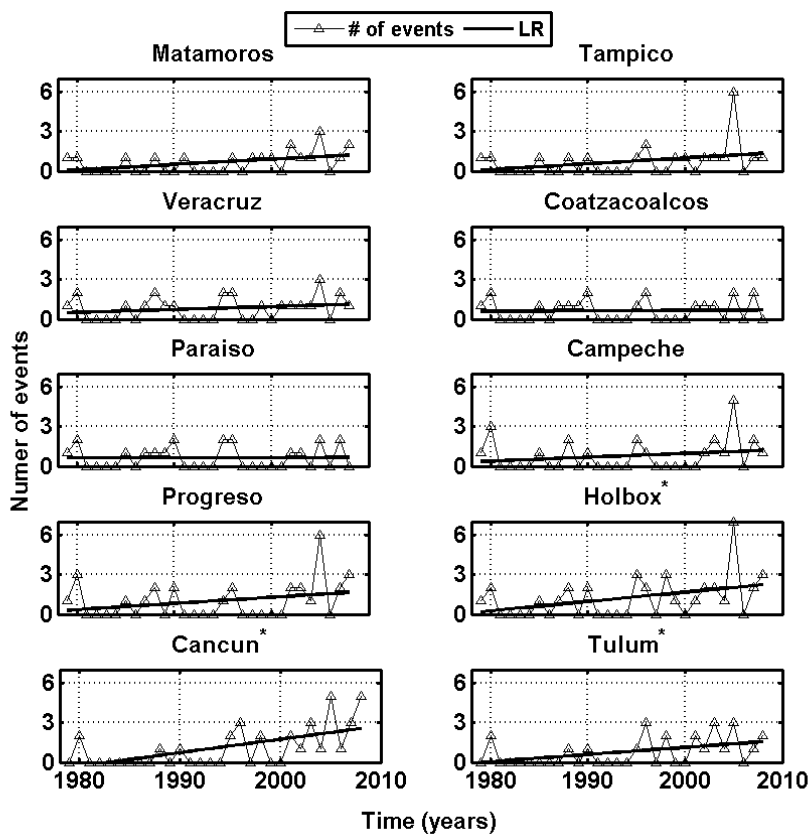 # of events LR
Matamoros Tampico
6 6
3 3
0 0
Veracruz Coatzacoalcos
6 6
3 3
0 0
Numer of events
Paraiso Campeche
6 6
3 3
0 0
Progreso Holbox*
6 6
3 3
0 0
Cancun* Tulum*
6 6
3 3
0 0
1980 1990 2000 2010 1980 1990 2000 2010
Time (years)